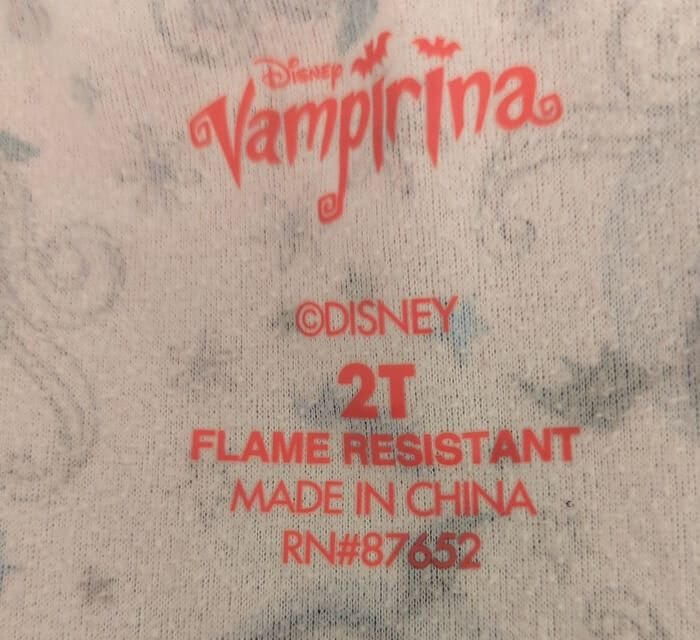 Disney
Vampirina
©DISNEY
2T
FLAME RESISTANT
MADE IN CHINA
RN#87652